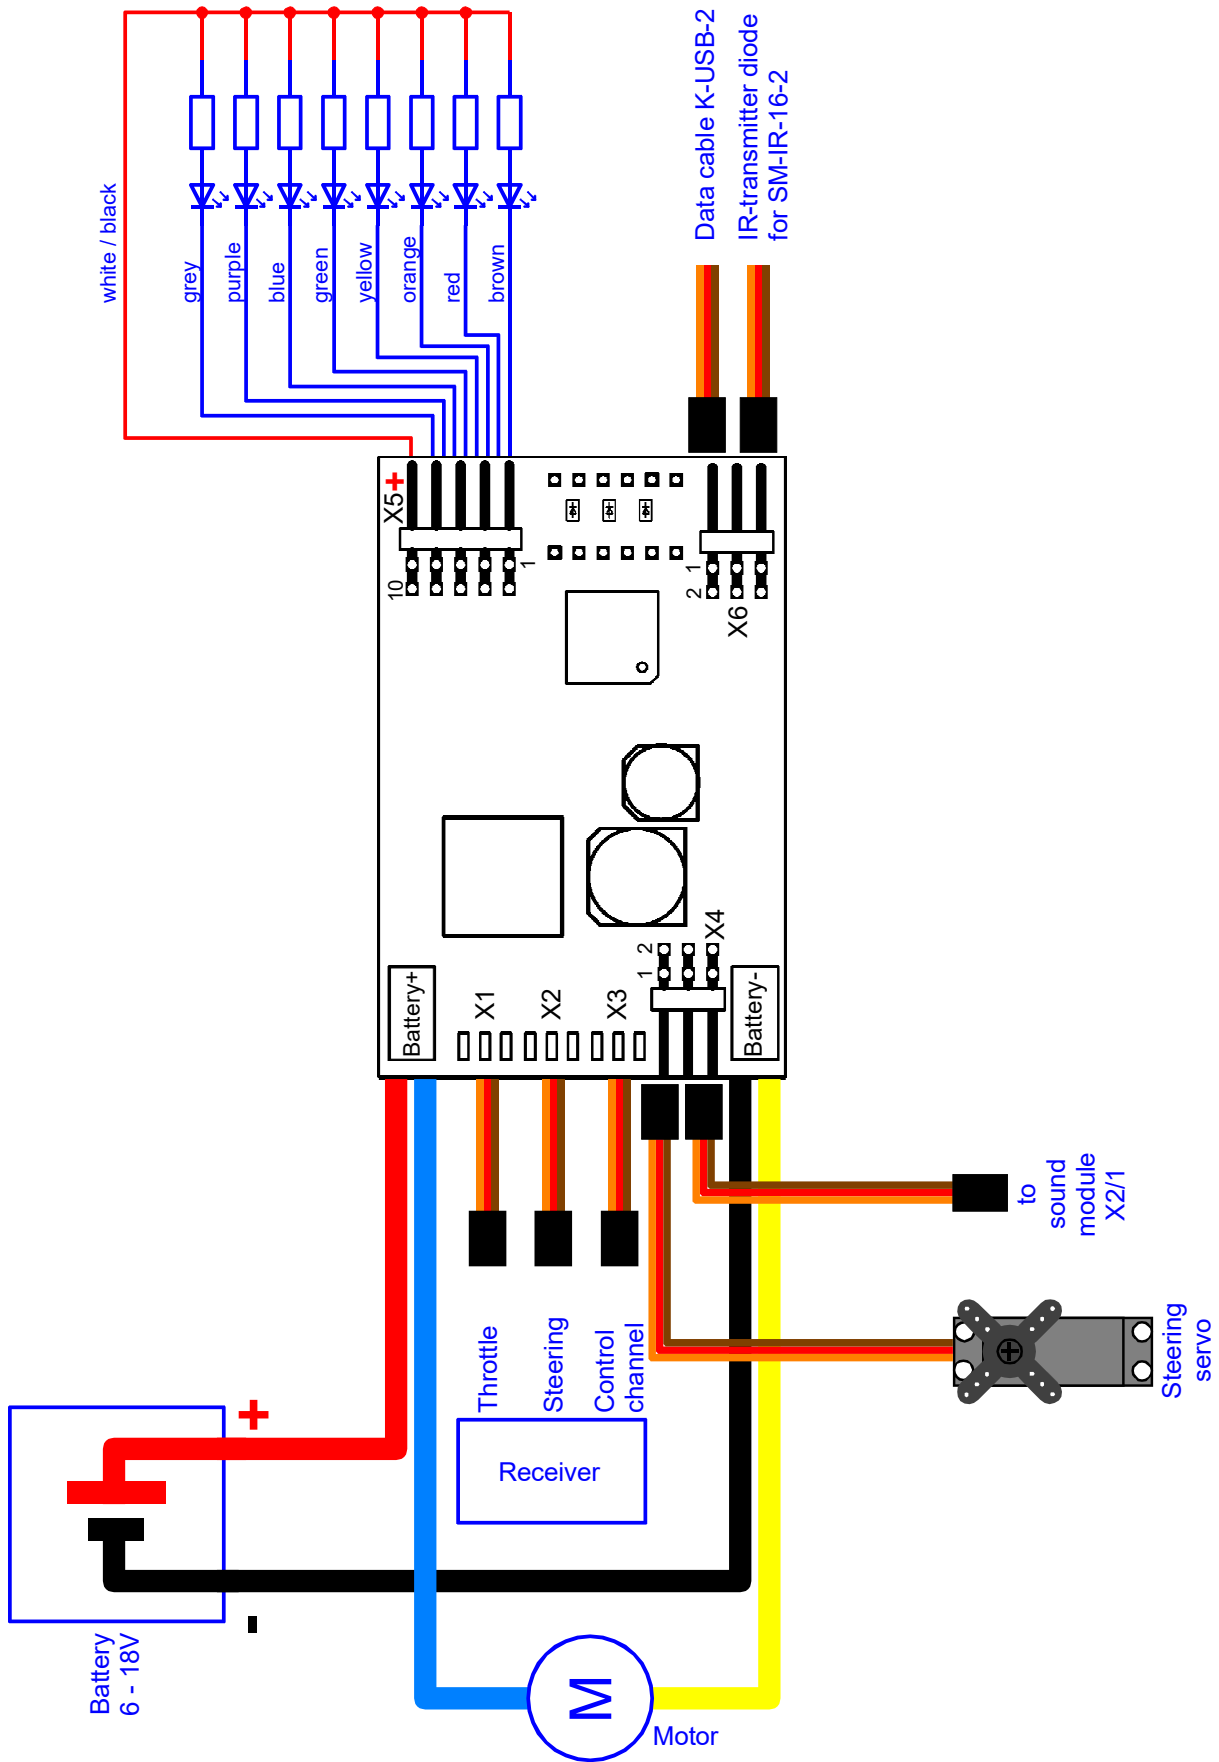 Battery
6 - 18V
+
-
Motor
M
Receiver
Throttle
Steering
Control
channel
Steering
servo
to
sound
module
X2/1
Battery+
X1
X2
X3
1
2
X4
Battery-
X5
+
10
1
2
1
X6
white / black
grey
purple
blue
green
yellow
orange
red
brown
Data cable K-USB-2
IR-transmitter diode
for SM-IR-16-2